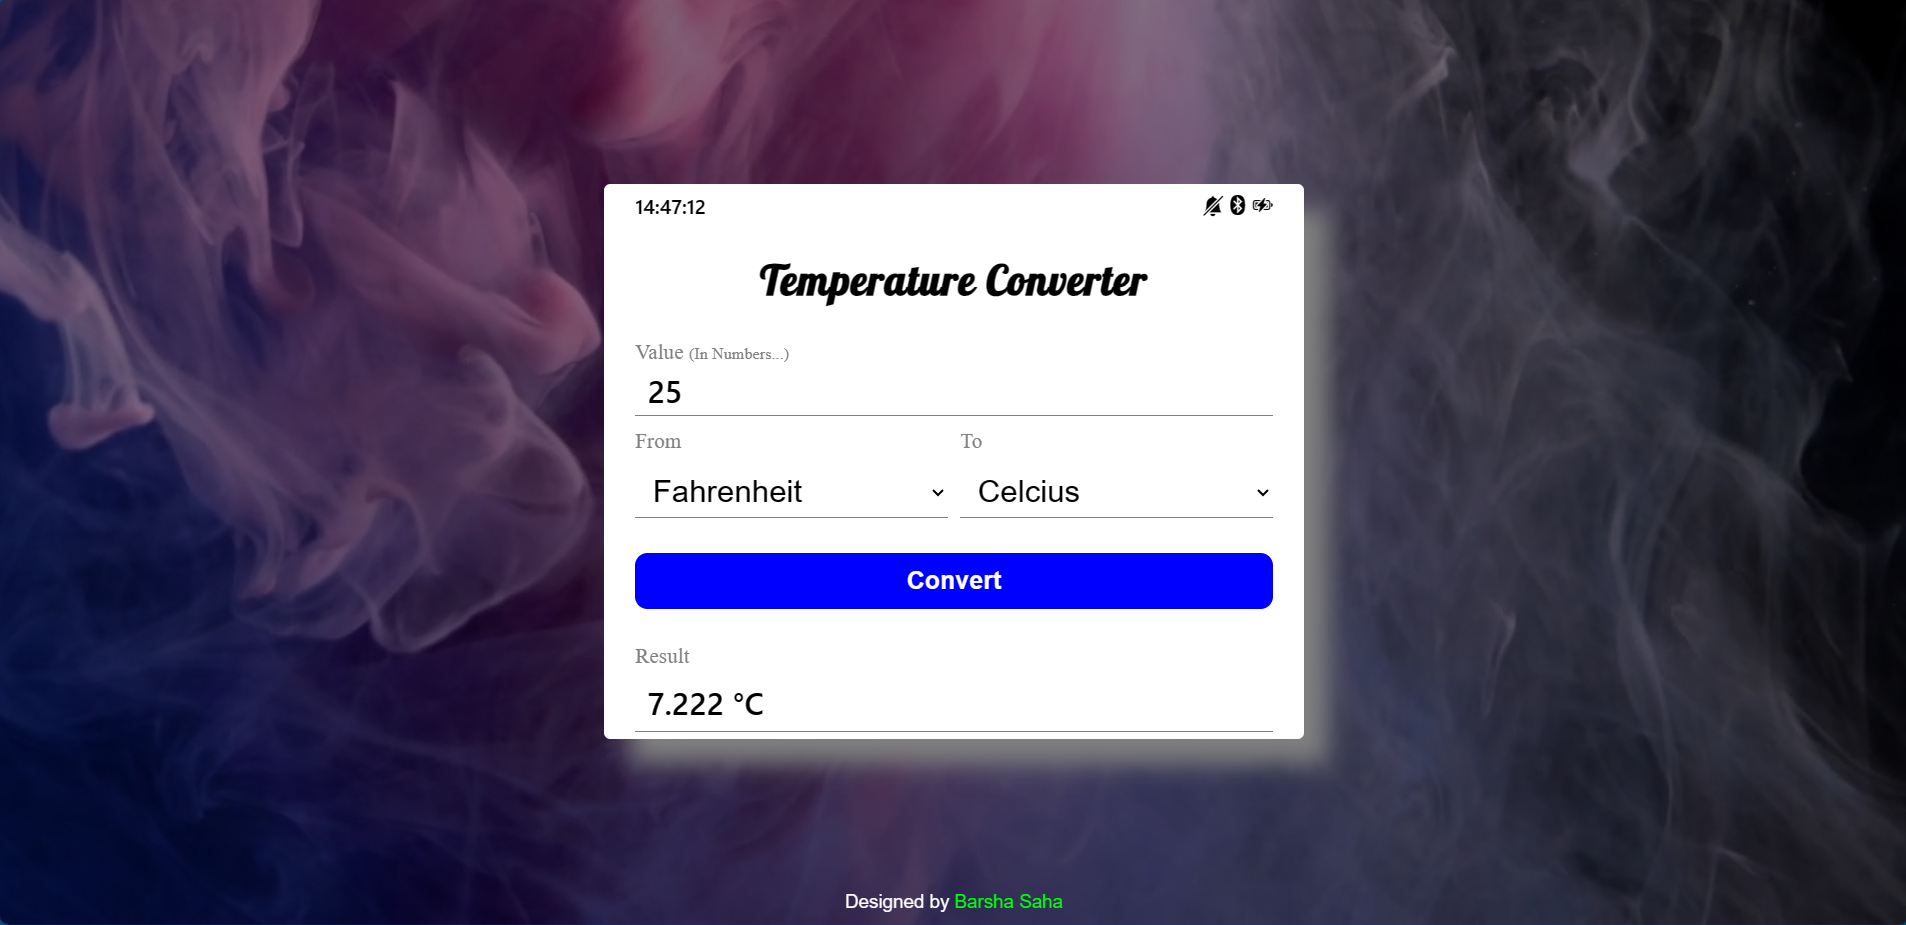 14:47:12
Temperature Converter
Value (In Numbers...)
25
From To
Fahrenheit Celcius
Convert
Result
7.222 °C
Designed by Barsha Saha